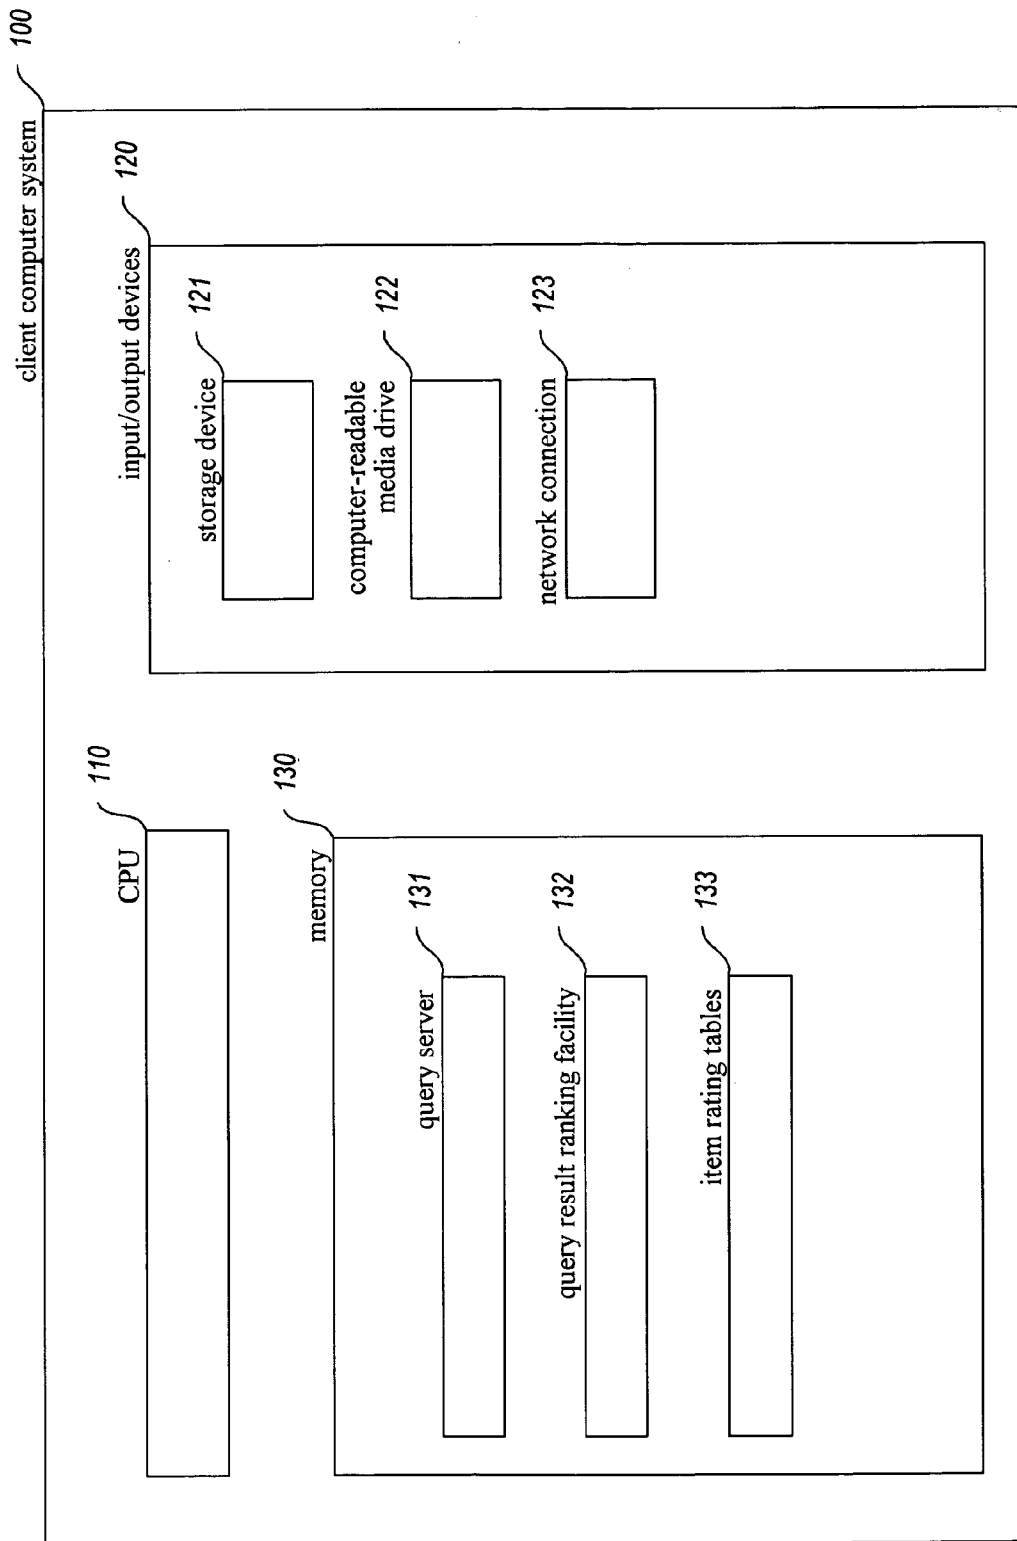 client computer system
100
CPU
110
memory
130
query server
131
query result ranking facility
132
item rating tables
133
input/output devices
120
storage device
121
computer-readable
media drive
122
network connection
123